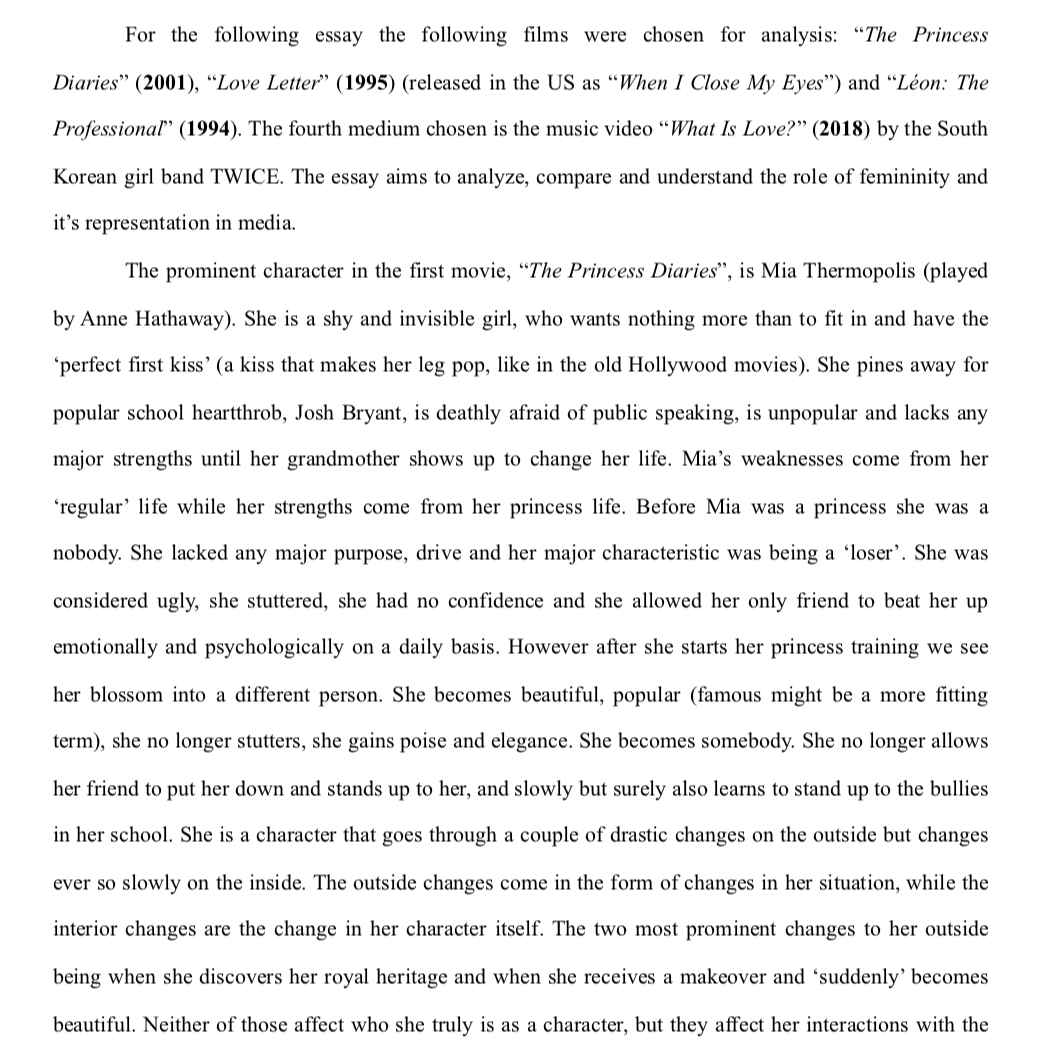 For the following essay the following films were chosen for analysis: “The Princess
Diaries” (2001), “Love Letter” (1995) (released in the US as “When I Close My Eyes”) and “Léon: The
Professional” (1994). The fourth medium chosen is the music video “What Is Love?” (2018) by the South
Korean girl band TWICE. The essay aims to analyze, compare and understand the role of femininity and
it’s representation in media.
The prominent character in the first movie, “The Princess Diaries”, is Mia Thermopolis (played
by Anne Hathaway). She is a shy and invisible girl, who wants nothing more than to fit in and have the
‘perfect first kiss’ (a kiss that makes her leg pop, like in the old Hollywood movies). She pines away for
popular school heartthrob, Josh Bryant, is deathly afraid of public speaking, is unpopular and lacks any
major strengths until her grandmother shows up to change her life. Mia’s weaknesses come from her
‘regular’ life while her strengths come from her princess life. Before Mia was a princess she was a
nobody. She lacked any major purpose, drive and her major characteristic was being a ‘loser’. She was
considered ugly, she stuttered, she had no confidence and she allowed her only friend to beat her up
emotionally and psychologically on a daily basis. However after she starts her princess training we see
her blossom into a different person. She becomes beautiful, popular (famous might be a more fitting
term), she no longer stutters, she gains poise and elegance. She becomes somebody. She no longer allows
her friend to put her down and stands up to her, and slowly but surely also learns to stand up to the bullies
in her school. She is a character that goes through a couple of drastic changes on the outside but changes
ever so slowly on the inside. The outside changes come in the form of changes in her situation, while the
interior changes are the change in her character itself. The two most prominent changes to her outside
being when she discovers her royal heritage and when she receives a makeover and ‘suddenly’ becomes
beautiful. Neither of those affect who she truly is as a character, but they affect her interactions with the